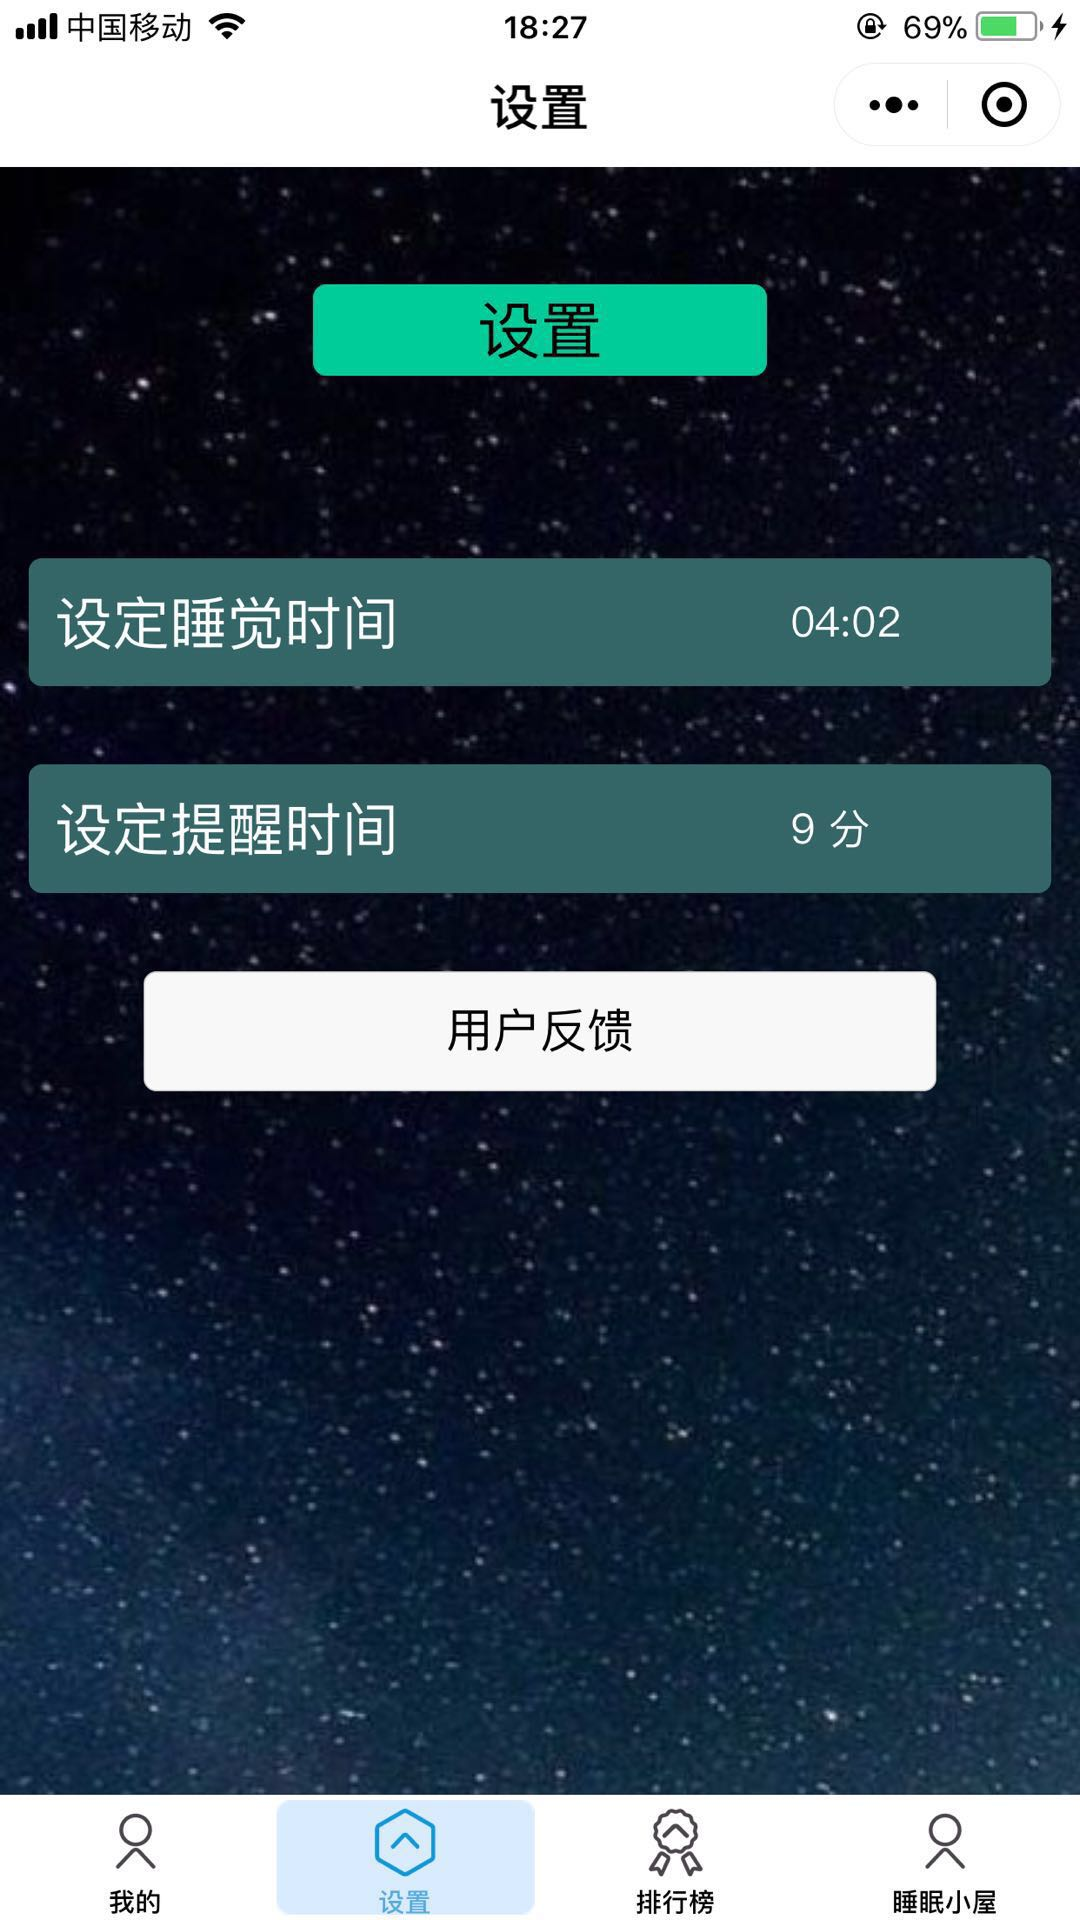 中国移动 18:27 69%
设置
设置
设定睡觉时间 04:02
设定提醒时间 9 分
用户反馈
我的 设置 排行榜 睡眠小屋